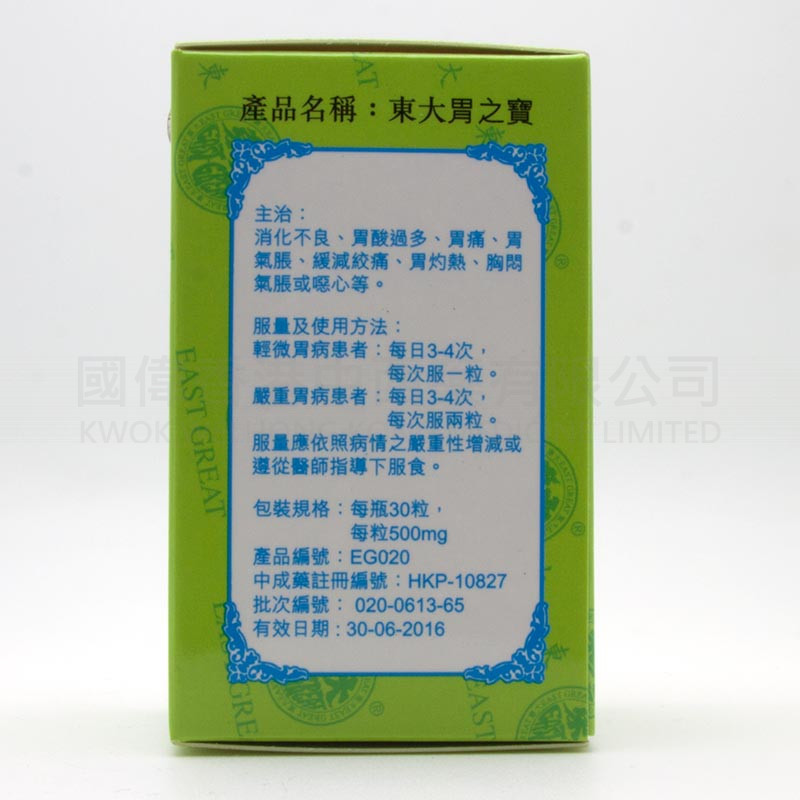 產品名稱：東大胃之寶
主治：
消化不良、胃酸過多、胃痛、胃
氣脹、緩減絞痛、胃灼熱、胸悶
氣脹或噁心等。
服量及使用方法：
輕微胃病患者：每日3-4次，
每次服一粒。
嚴重胃病患者：每日3-4次，
每次服兩粒。
服量應依照病情之嚴重性增減或
遵從醫師指導下服食。
包裝規格：每瓶30粒，
每粒500mg
產品編號：EG020
中成藥註冊編號：HKP-10827
批次編號： 020-0613-65
有效日期 : 30-06-2016
EAST GREAT
東
EAST GREAT